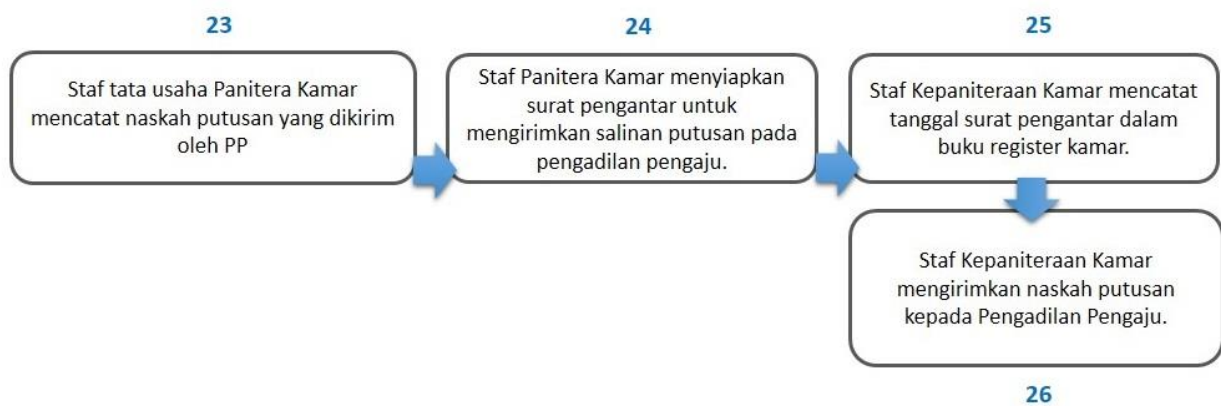 23
Staf tata usaha Panitera Kamar
mencatat naskah putusan yang dikirim
oleh PP
24
Staf Panitera Kamar menyiapkan
surat pengantar untuk
mengirimkan salinan putusan pada
pengadilan pengaju.
25
Staf Kepaniteraan Kamar mencatat
tanggal surat pengantar dalam
buku register kamar.
Staf Kepaniteraan Kamar
mengirimkan naskah putusan
kepada Pengadilan Pengaju.
26